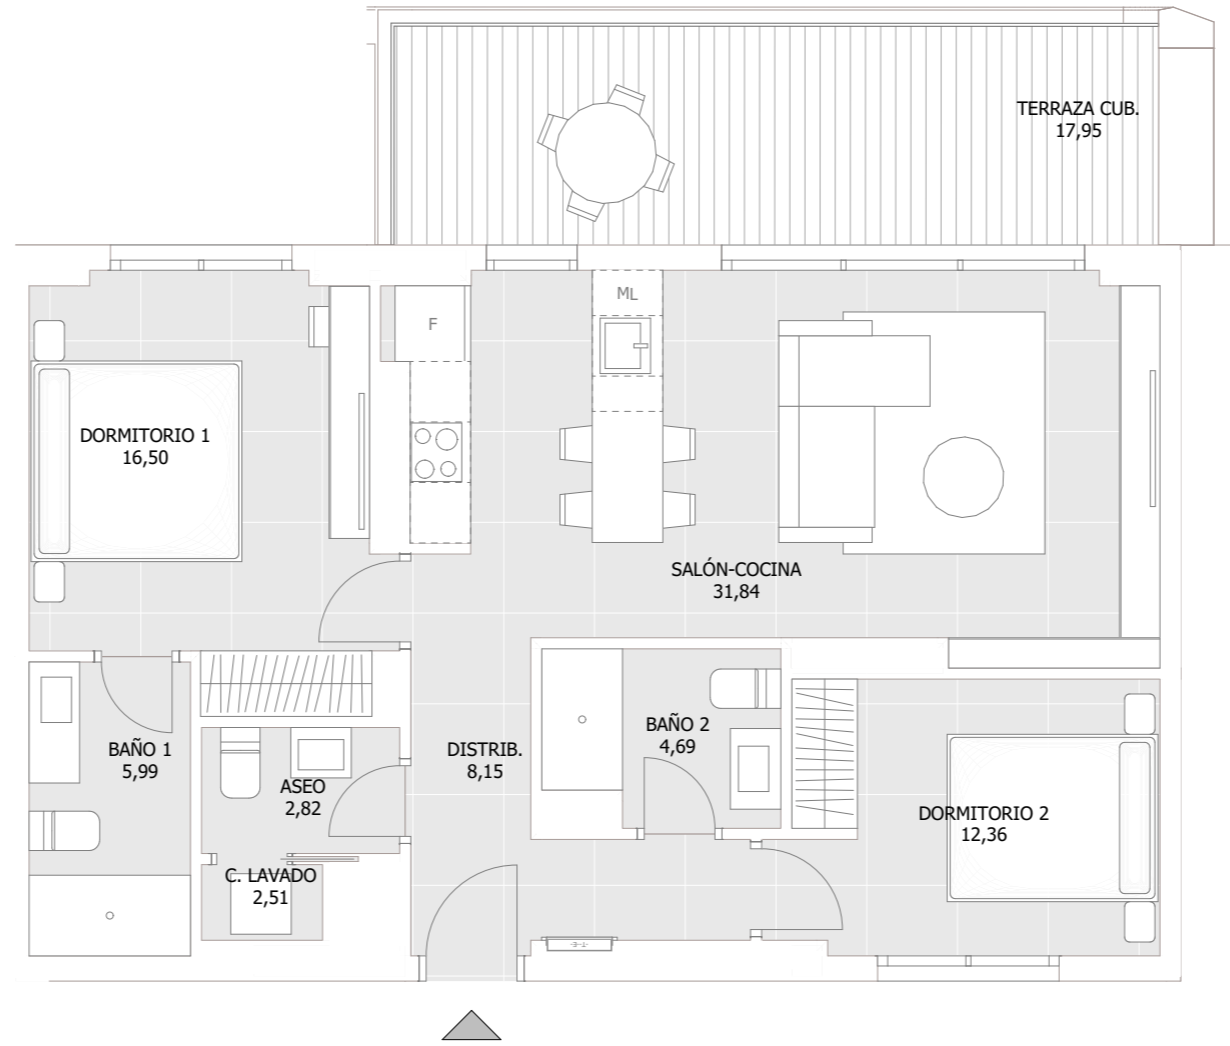 TERRAZA CUB.
17,95
ML
F
DORMITORIO 1
16,50
SALÓN-COCINA
31,84
BAÑO 1
5,99
ASEO
2,82
DISTRIB.
8,15
BAÑO 2
4,69
DORMITORIO 2
12,36
C. LAVADO
2,51